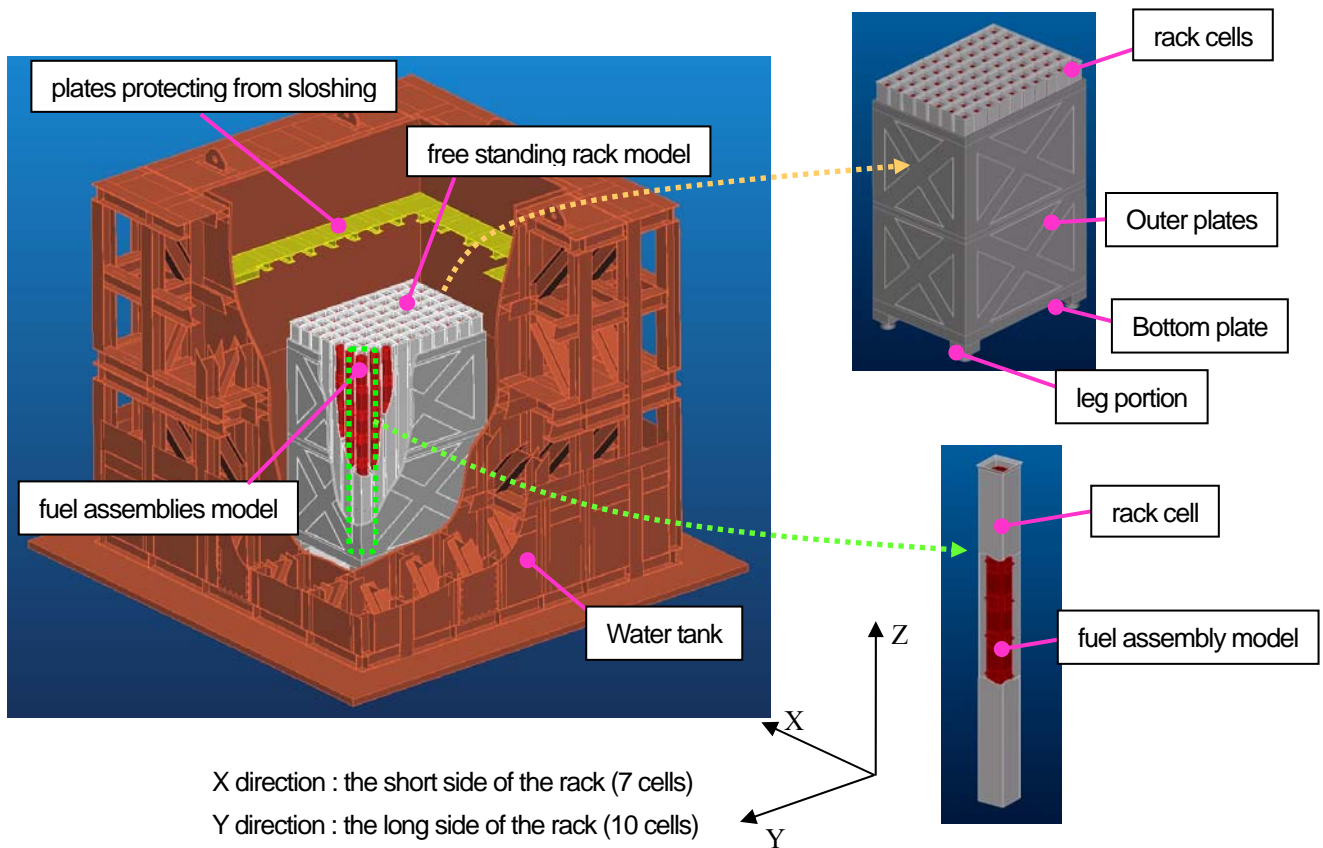 plates protecting from sloshing
free standing rack model
fuel assemblies model
Water tank
rack cells
Outer plates
Bottom plate
leg portion
rack cell
fuel assembly model
Z
X
Y
X direction : the short side of the rack (7 cells)
Y direction : the long side of the rack (10 cells)